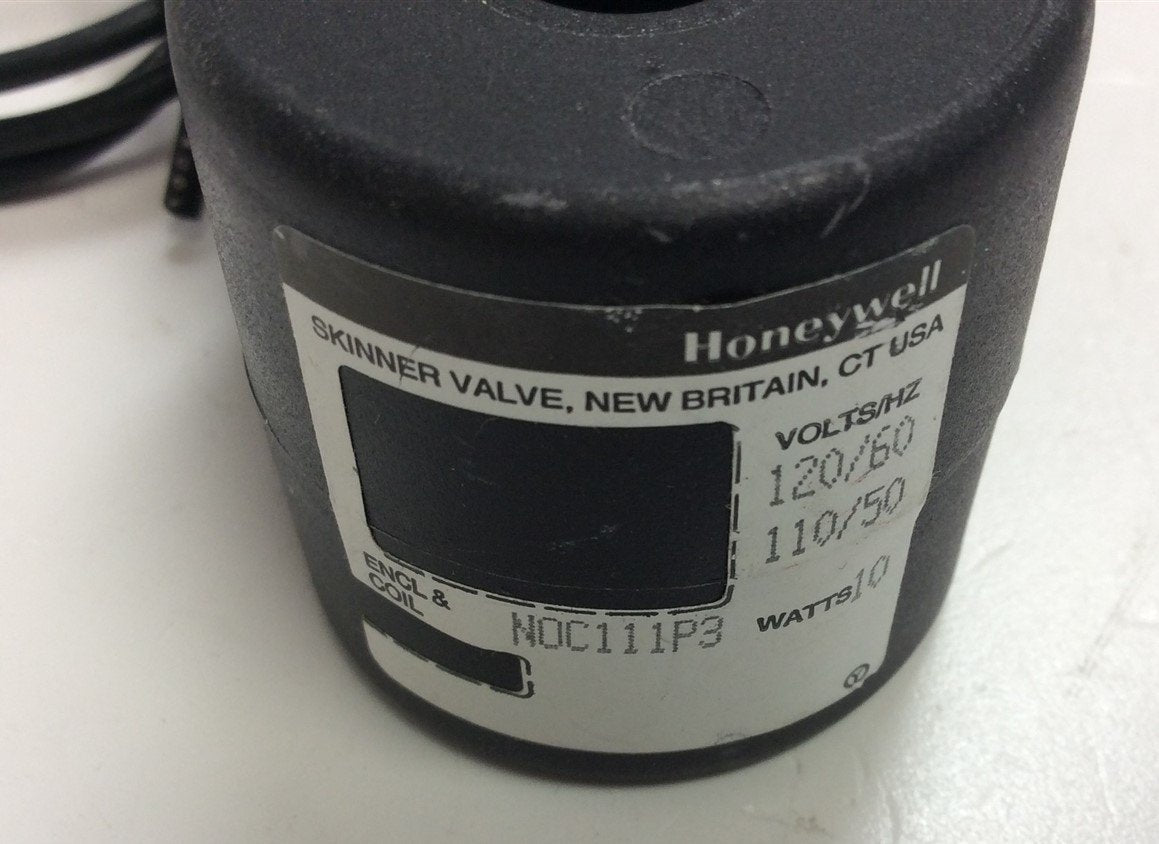 Honeywell
SKINNER VALVE, NEW BRITAIN, CT USA
VOLTS/HZ
120/60
110/50
ENCL &
COIL
NOC111P3
WATTS10